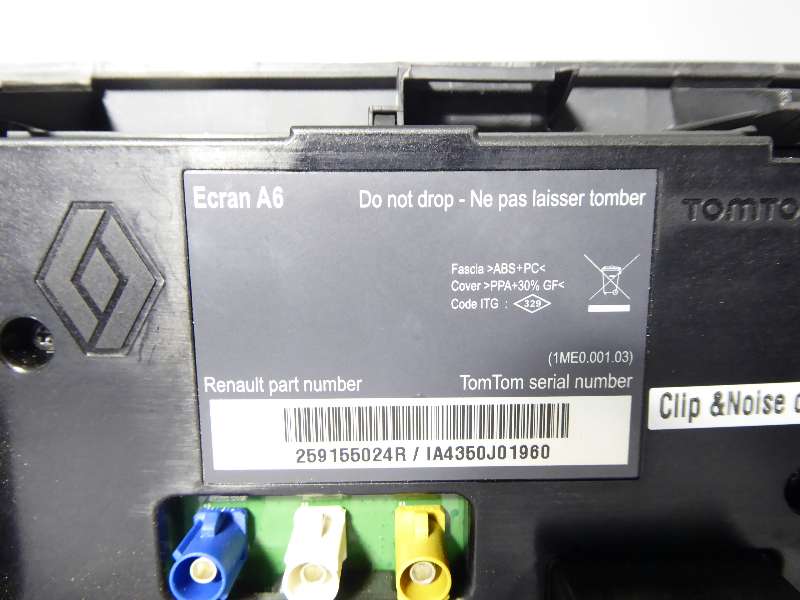 Ecran A6 Do not drop - Ne pas laisser tomber
TOMTO
Fascia >ABS+PC<
Cover >PPA+30% GF<
Code ITG : 329
(1ME0.001.03)
Renault part number TomTom serial number
Clip &Noise
259155024R / IA4350J01960